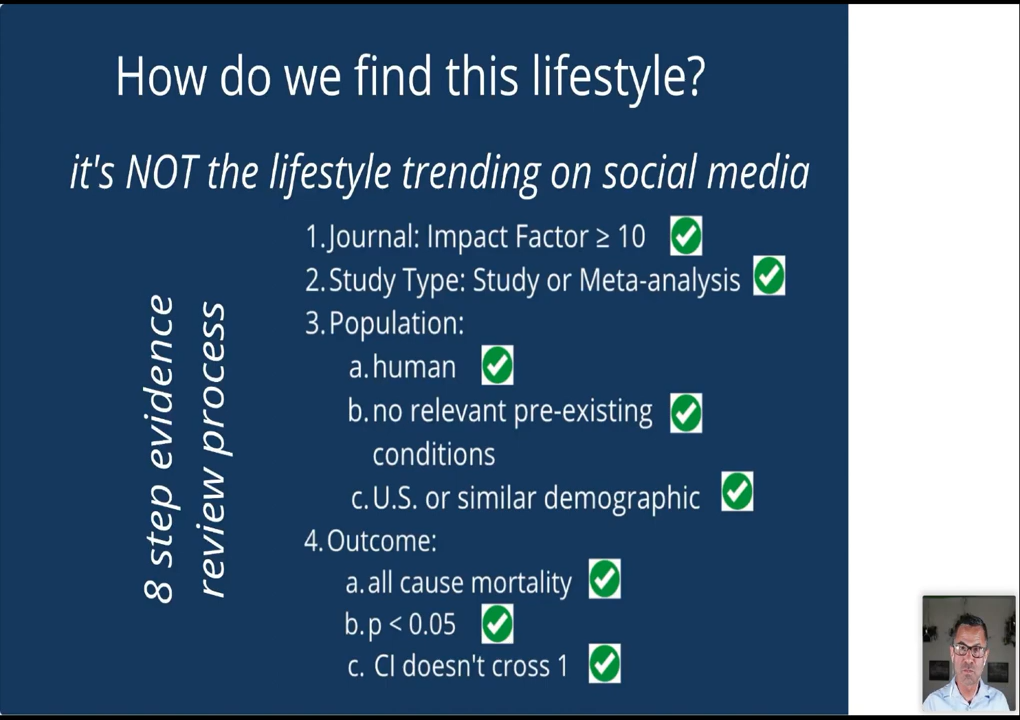 How do we find this lifestyle?
it's NOT the lifestyle trending on social media
8 step evidence
review process
1. Journal: Impact Factor ≥ 10
2. Study Type: Study or Meta-analysis
3. Population:
a. human
b. no relevant pre-existing
conditions
c. U.S. or similar demographic
4. Outcome:
a. all cause mortality
b. p < 0.05
c. CI doesn't cross 1